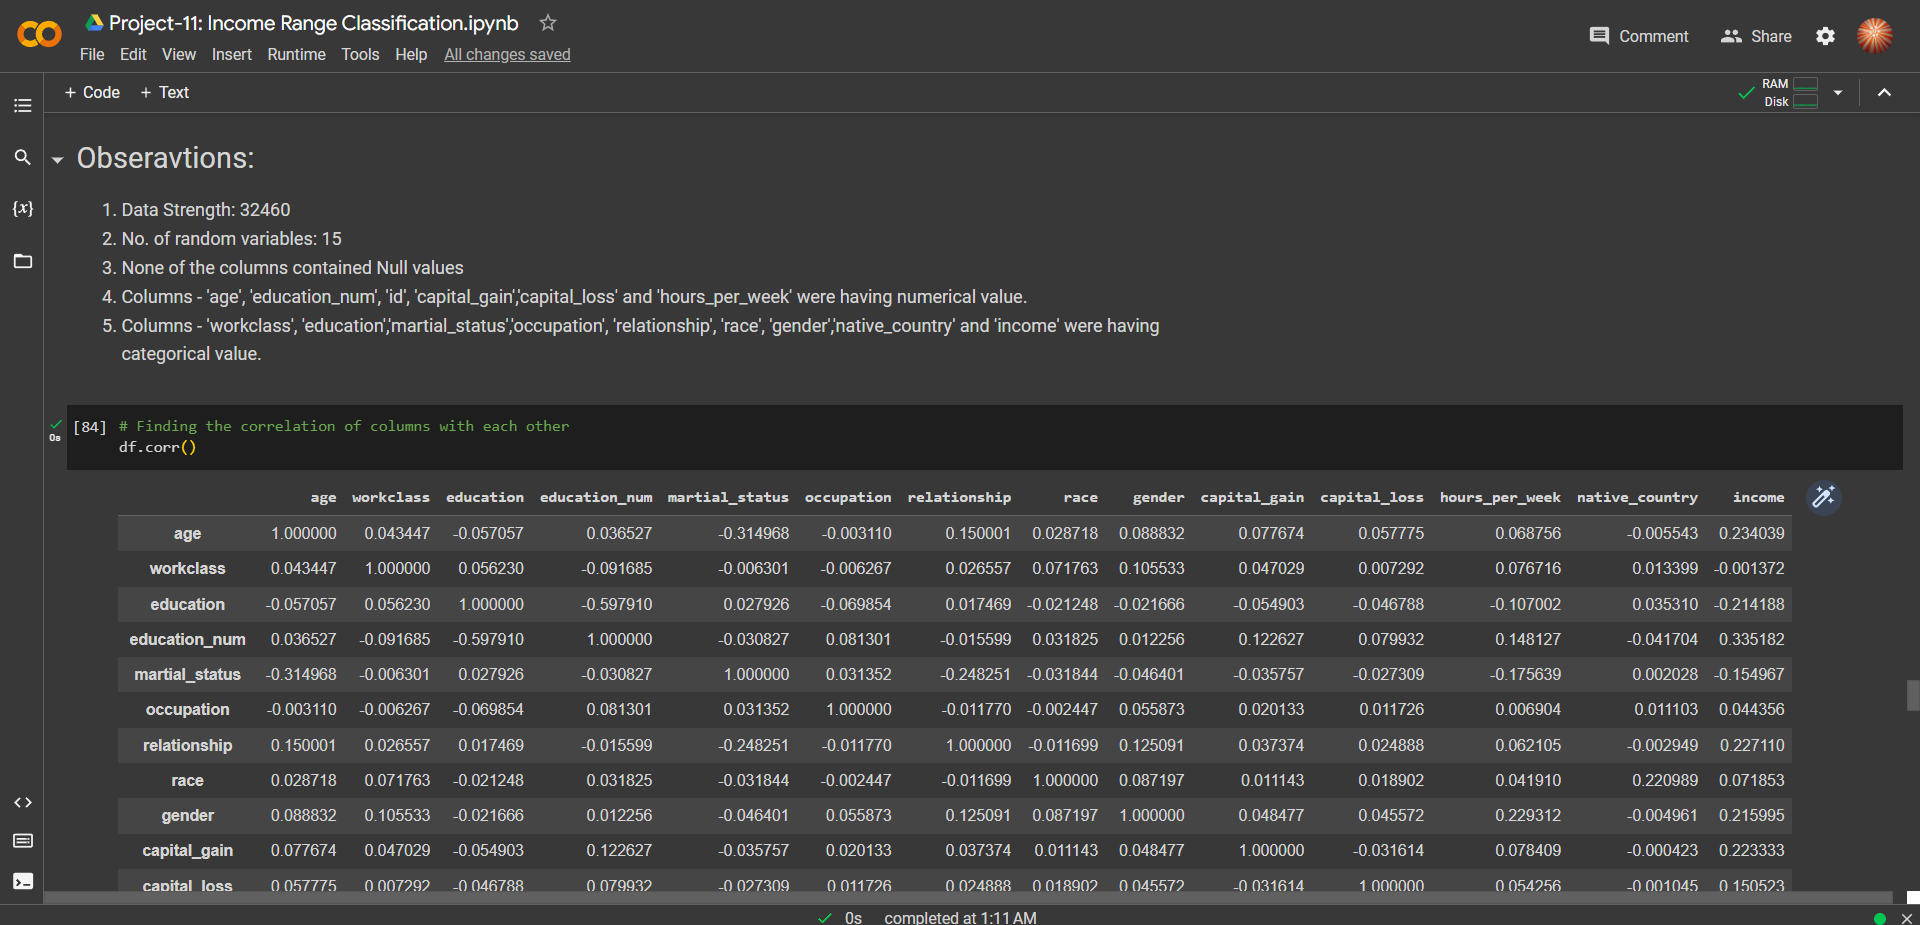 Project-11: Income Range Classification.ipynb
File Edit View Insert Runtime Tools Help All changes saved
Comment Share
+ Code + Text
RAM
Disk
Obseravtions:
1. Data Strength: 32460
2. No. of random variables: 15
3. None of the columns contained Null values
4. Columns - 'age', 'education_num', 'id', 'capital_gain','capital_loss' and 'hours_per_week' were having numerical value.
5. Columns - 'workclass', 'education','martial_status','occupation', 'relationship', 'race', 'gender','native_country' and 'income' were having
categorical value.
0s
[84] # Finding the correlation of columns with each other
df.corr()
age workclass education education_num martial_status occupation relationship race gender capital_gain capital_loss hours_per_week native_country income
age 1.000000 0.043447 -0.057057 0.036527 -0.314968 -0.003110 0.150001 0.028718 0.088832 0.077674 0.057775 0.068756 -0.005543 0.234039
workclass 0.043447 1.000000 0.056230 -0.091685 -0.006301 -0.006267 0.026557 0.071763 0.105533 0.047029 0.007292 0.076716 0.013399 -0.001372
education -0.057057 0.056230 1.000000 -0.597910 0.027926 -0.069854 0.017469 -0.021248 -0.021666 -0.054903 -0.046788 -0.107002 0.035310 -0.214188
education_num 0.036527 -0.091685 -0.597910 1.000000 -0.030827 0.081301 -0.015599 0.031825 0.012256 0.122627 0.079932 0.148127 -0.041704 0.335182
martial_status -0.314968 -0.006301 0.027926 -0.030827 1.000000 0.031352 -0.248251 -0.031844 -0.046401 -0.035757 -0.027309 -0.175639 0.002028 -0.154967
occupation -0.003110 -0.006267 -0.069854 0.081301 0.031352 1.000000 -0.011770 -0.002447 0.055873 0.020133 0.011726 0.006904 0.011103 0.044356
relationship 0.150001 0.026557 0.017469 -0.015599 -0.248251 -0.011770 1.000000 -0.011699 0.125091 0.037374 0.024888 0.062105 -0.002949 0.227110
race 0.028718 0.071763 -0.021248 0.031825 -0.031844 -0.002447 -0.011699 1.000000 0.087197 0.011143 0.018902 0.041910 0.220989 0.071853
gender 0.088832 0.105533 -0.021666 0.012256 -0.046401 0.055873 0.125091 0.087197 1.000000 0.048477 0.045572 0.229312 -0.004961 0.215995
capital_gain 0.077674 0.047029 -0.054903 0.122627 -0.035757 0.020133 0.037374 0.011143 0.048477 1.000000 -0.031614 0.078409 -0.000423 0.223333
capital_loss 0.057775 0.007292 -0.046788 0.079932 -0.027309 0.011726 0.024888 0.018902 0.045572 -0.031614 1.000000 0.054256 -0.001045 0.150523
0s completed at 1:11 AM